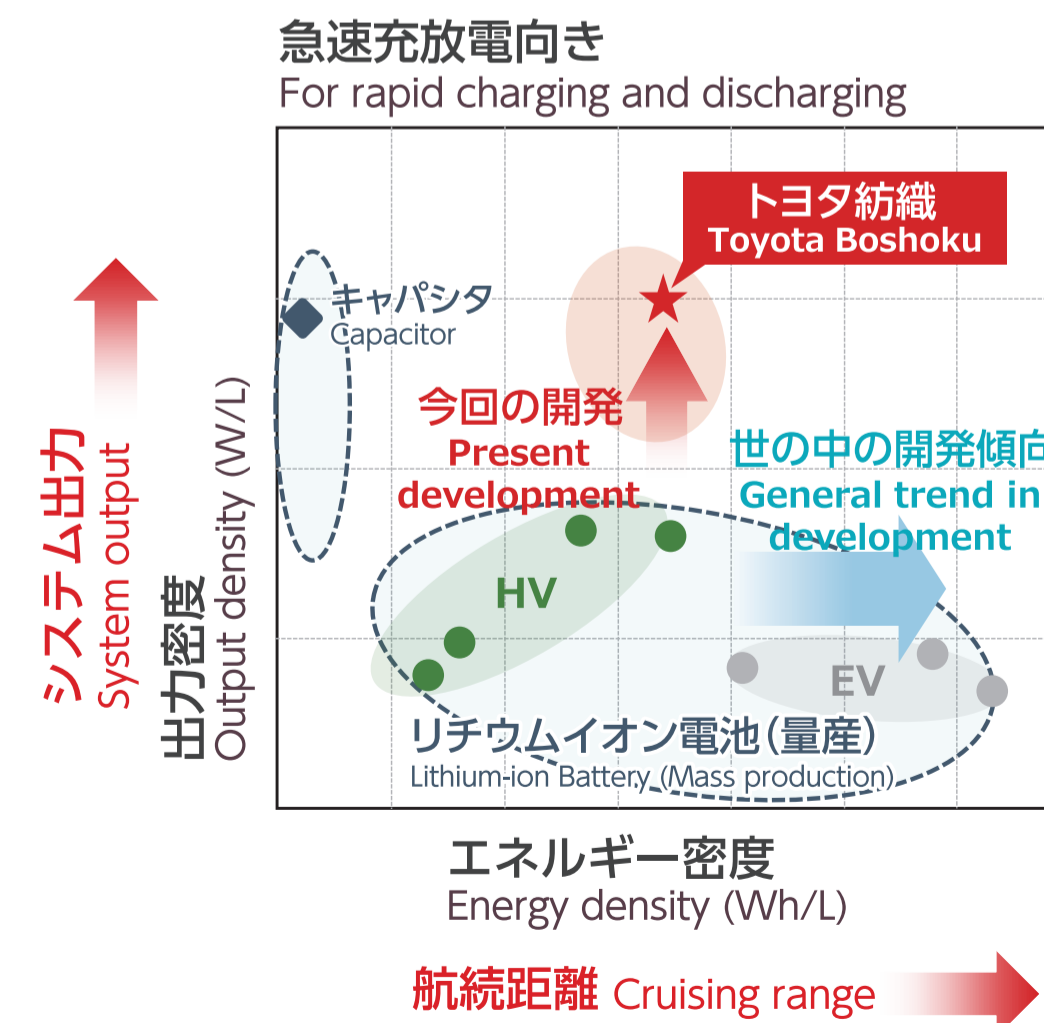 急速充放電向き
For rapid charging and discharging
トヨタ紡織
Toyota Boshoku
キャパシタ
Capacitor
今回の開発
Present
development
世の中の開発傾向
General trend in
development
HV
EV
リチウムイオン電池(量産)
Lithium-ion Battery (Mass production)
システム出力
System output
出力密度
Output density (W/L)
エネルギー密度
Energy density (Wh/L)
航続距離 Cruising range